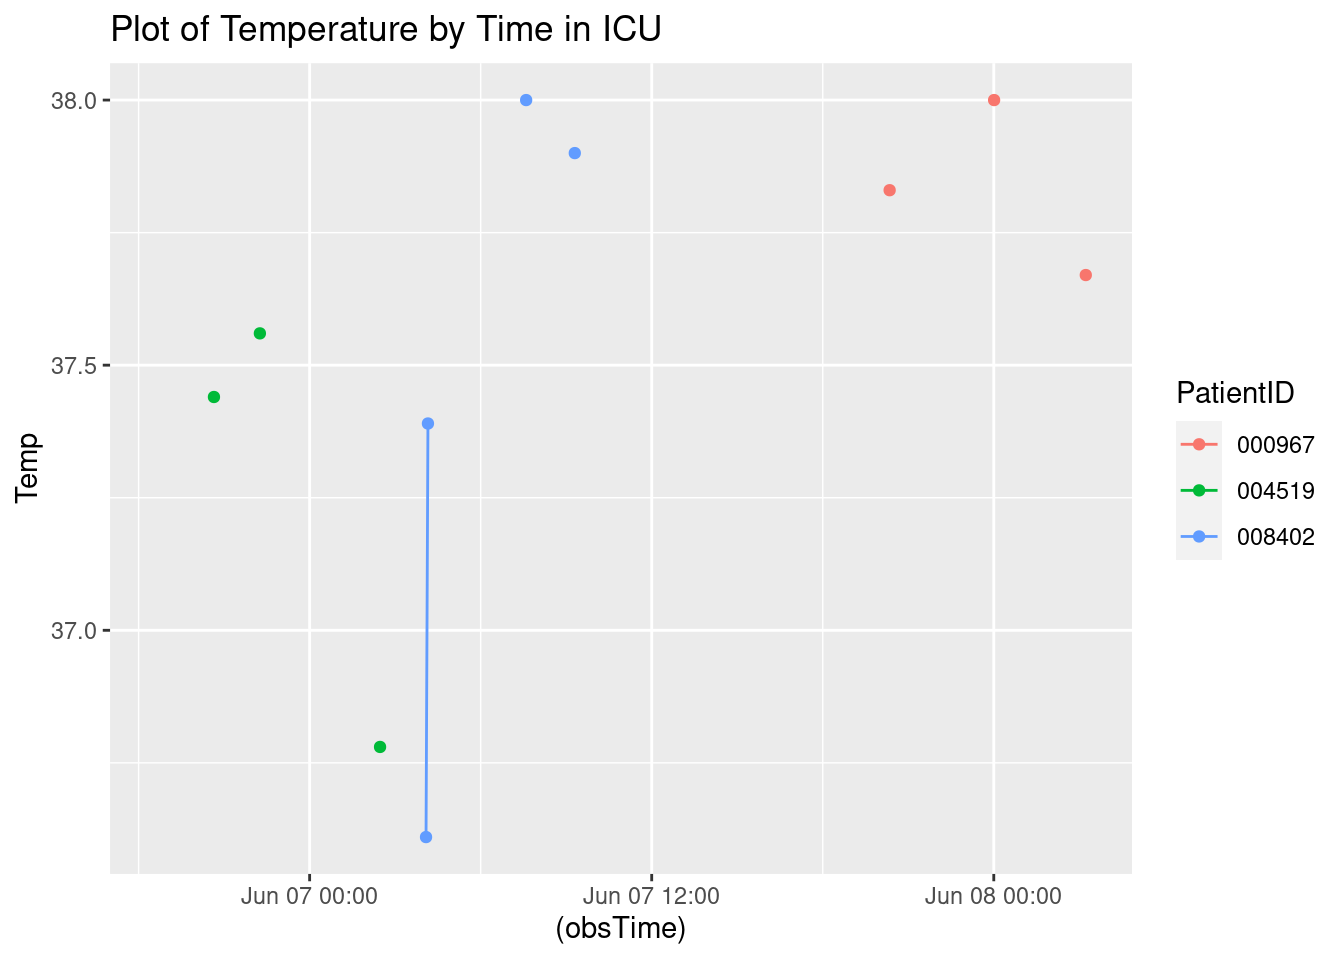 Plot of Temperature by Time in ICU
38.0
37.5
37.0
Temp
Jun 07 00:00
Jun 07 12:00
Jun 08 00:00
(obsTime)
PatientID
000967
004519
008402